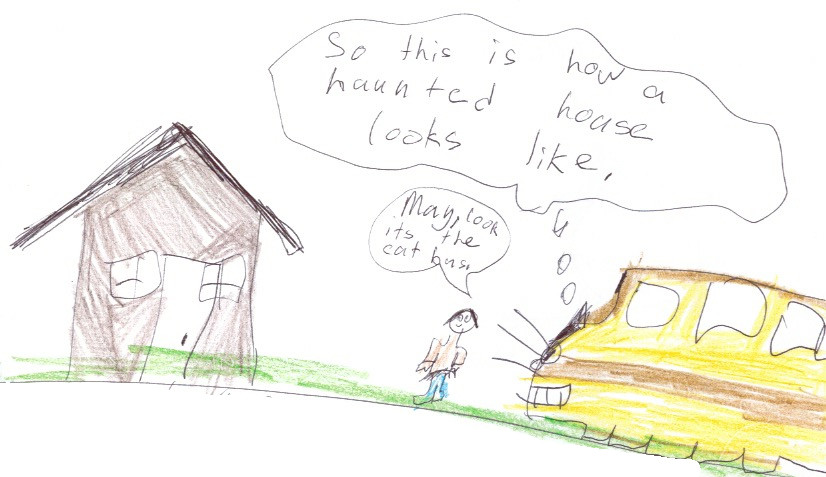 So this is how a
haunted house
looks like.
May, look
its the
cat bus.